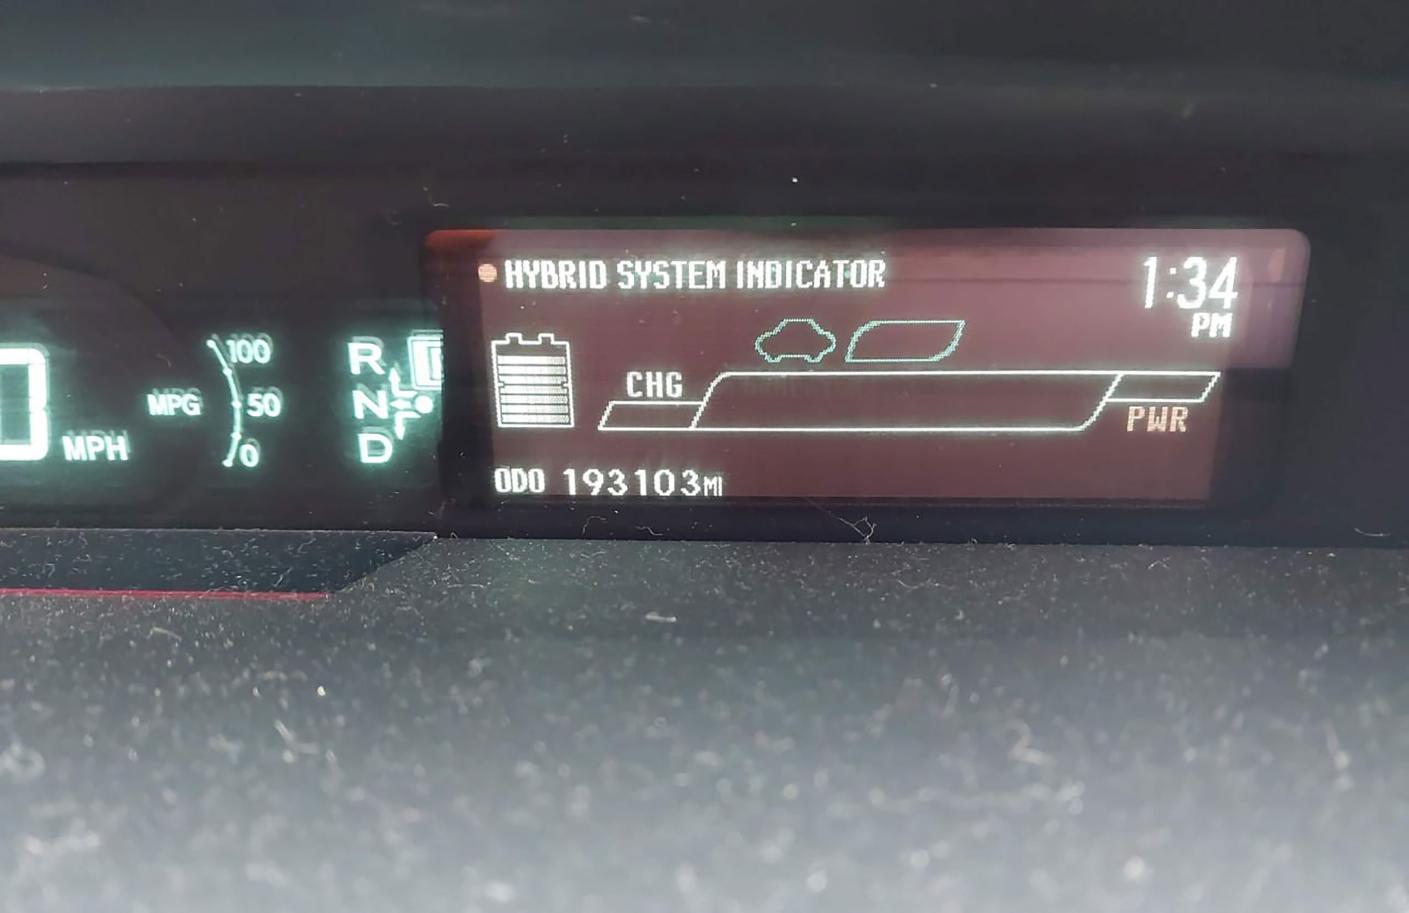 HYBRID SYSTEM INDICATOR
1:34
PM
CHG
PWR
ODO 193103MI
MPH
MPG
100
50
0
R
N
D